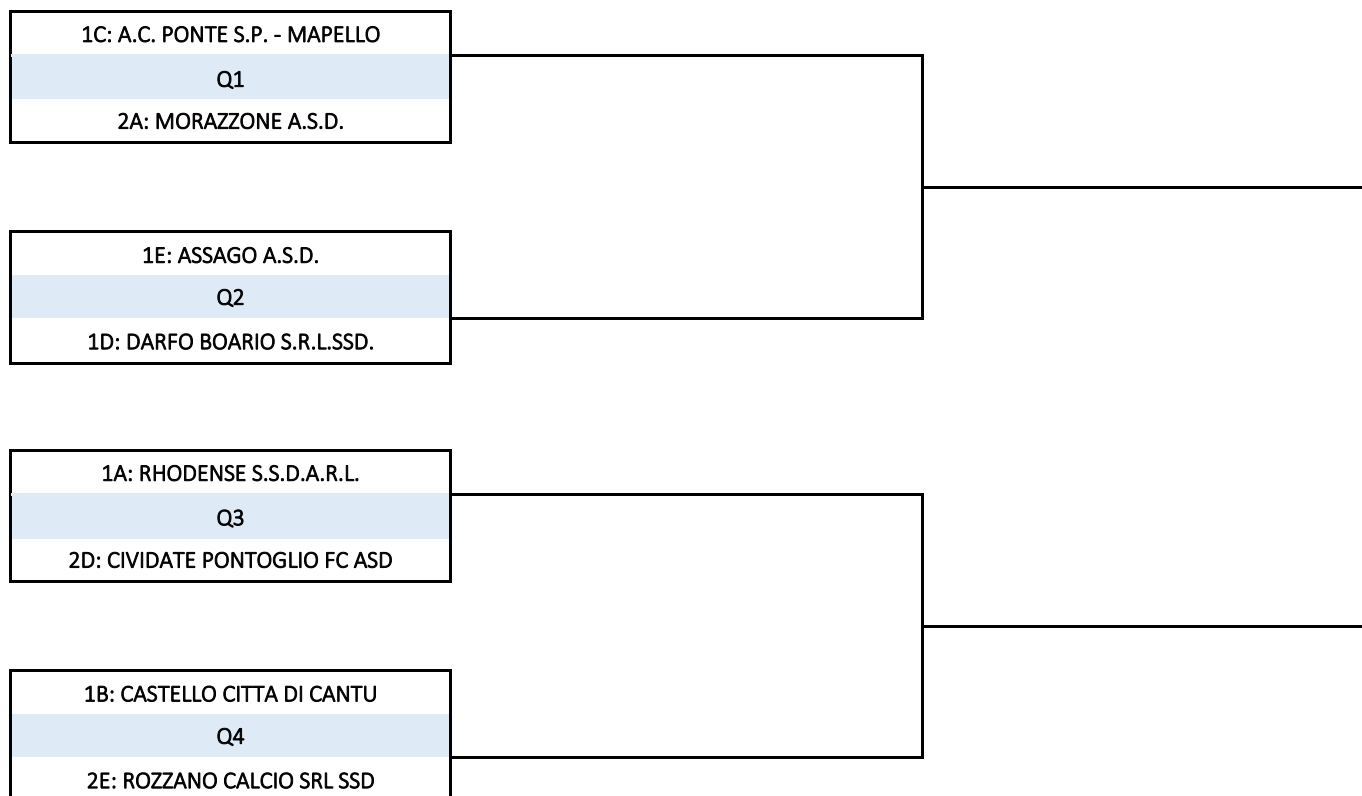 1C: A.C. PONTE S.P. - MAPELLO
Q1
2A: MORAZZONE A.S.D.
1E: ASSAGO A.S.D.
Q2
1D: DARFO BOARIO S.R.L.SSD.
1A: RHODENSE S.S.D.A.R.L.
Q3
2D: CIVIDATE PONTOGLIO FC ASD
1B: CASTELLO CITTA DI CANTU
Q4
2E: ROZZANO CALCIO SRL SSD